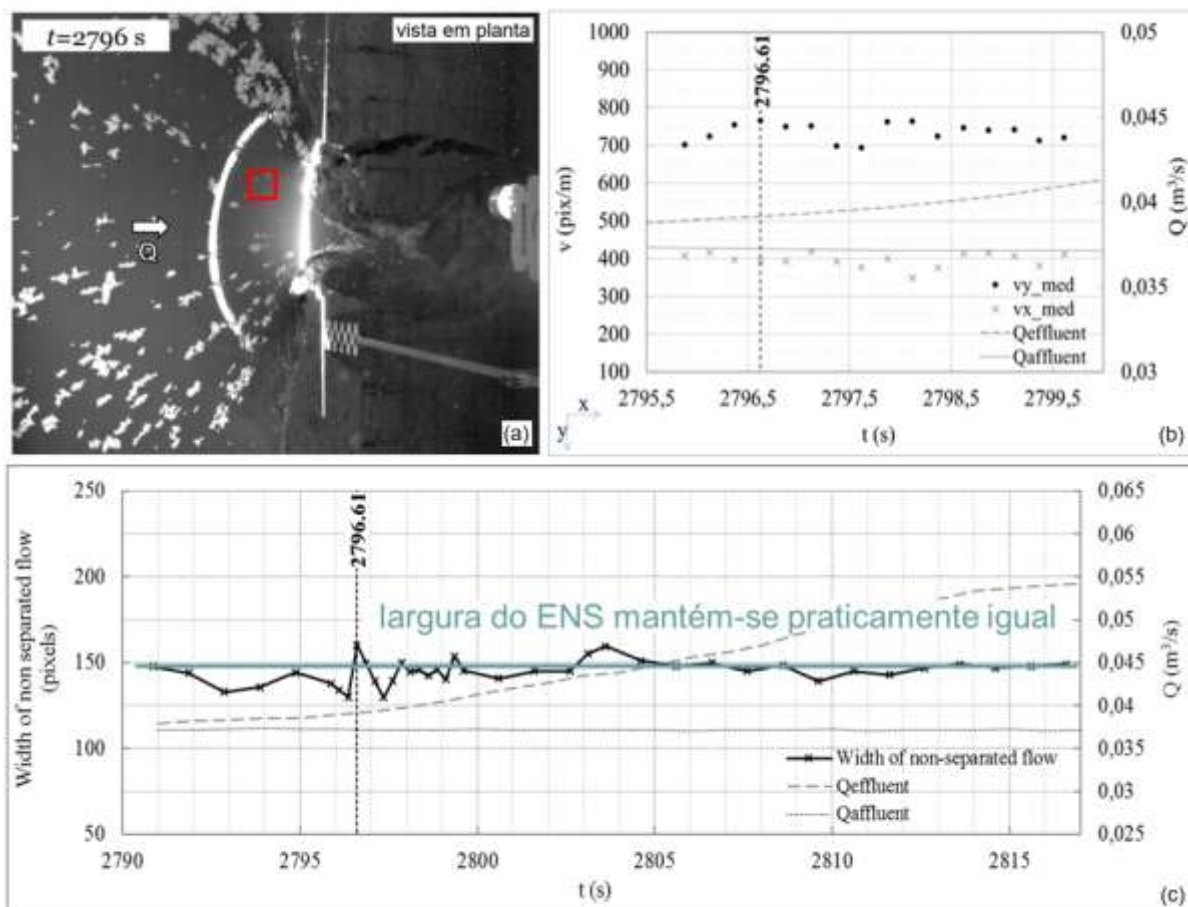 t=2796 s
vista em planta
Q
(a)
1000
900
800
700
600
500
400
300
200
100
v (pix/m)
2796.61
0,05
0,045
0,04
0,035
0,03
Q (m³/s)
vy_med
vx_med
Qeffluent
Qaffluent
2795,5 2796,5 2797,5 2798,5 2799,5
x
y
t (s)
(b)
250
200
150
100
50
Width of non separated flow
(pixels)
2796.61
largura do ENS mantém-se praticamente igual
0,065
0,055
0,05
0,045
0,04
0,035
0,025
Q (m³/s)
Width of non-separated flow
Qeffluent
Qaffluent
2790 2795 2800 2805 2810 2815
t (s)
(c)